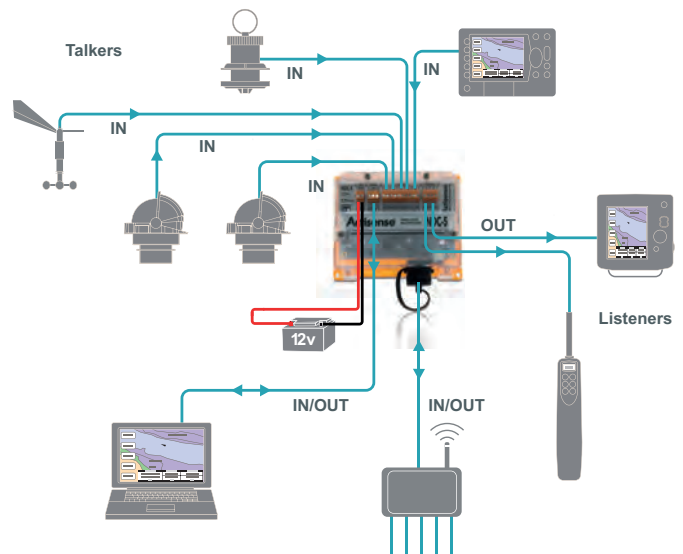 Talkers
IN
IN
IN
IN
IN
Actisense
OUT
Listeners
12v
IN/OUT
IN/OUT